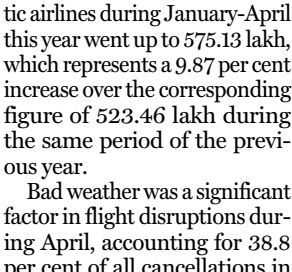 tic airlines during January-April
this year went up to 575.13 lakh,
which represents a 9.87 per cent
increase over the corresponding
figure of 523.46 lakh during
the same period of the previ-
ous year.
Bad weather was a significant
factor in flight disruptions dur-
ing April, accounting for 38.8
per cent of all cancellations in